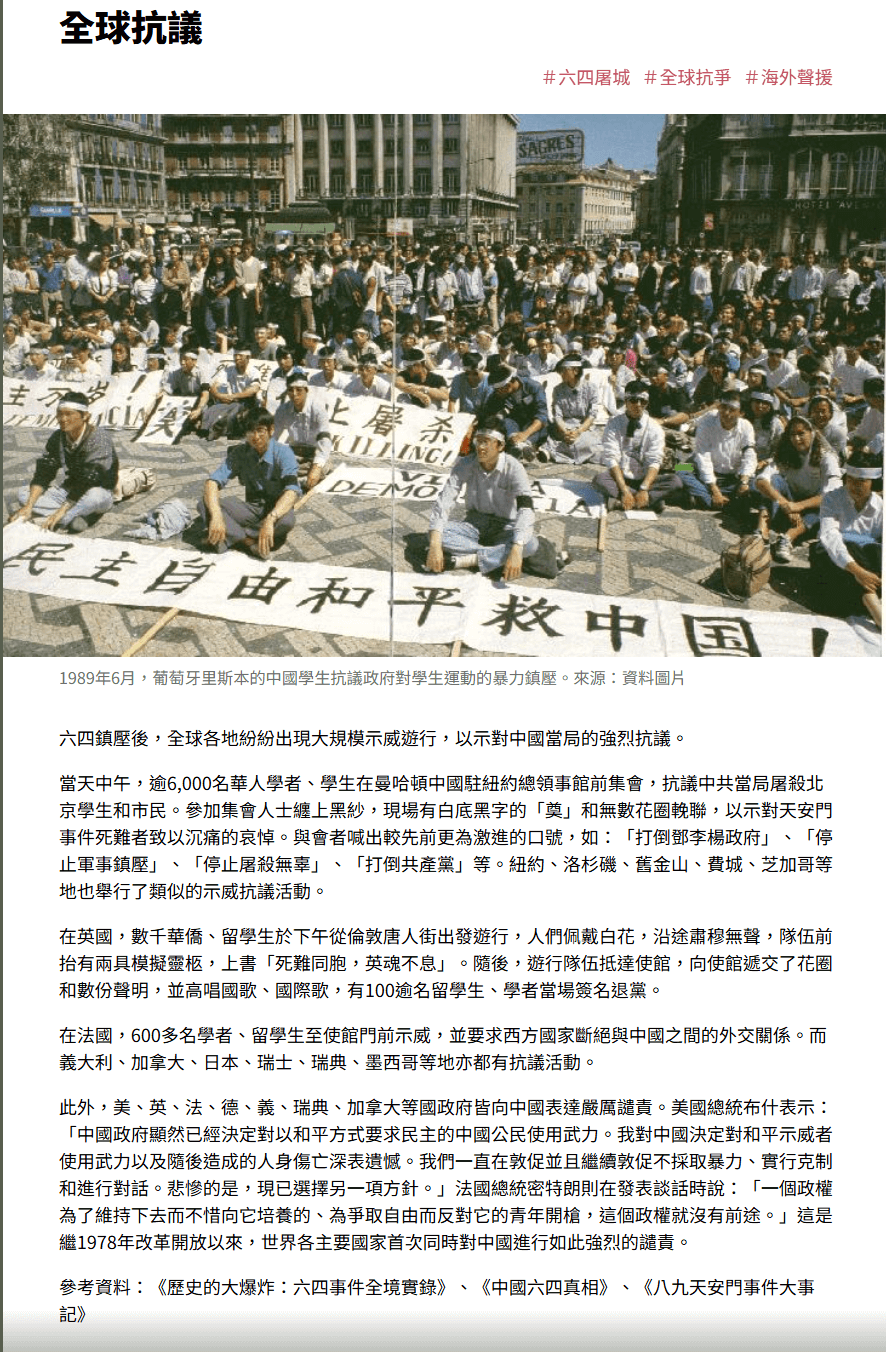 全球抗議
＃六四屠城 ＃全球抗爭 ＃海外聲援
SAGRES
主万岁！
止屠杀
KILLING!
DEMO
民主自由和平救中国！
1989年6月，葡萄牙里斯本的中國學生抗議政府對學生運動的暴力鎮壓。來源：資料圖片
六四鎮壓後，全球各地紛紛出現大規模示威遊行，以示對中國當局的強烈抗議。
當天中午，逾6,000名華人學者、學生在曼哈頓中國駐紐約總領事館前集會，抗議中共當局屠殺北
京學生和市民。參加集會人士纏上黑紗，現場有白底黑字的「奠」和無數花圈輓聯，以示對天安門
事件死難者致以沉痛的哀悼。與會者喊出較先前更為激進的口號，如：「打倒鄧李楊政府」、「停
止軍事鎮壓」、「停止屠殺無辜」、「打倒共產黨」等。紐約、洛杉磯、舊金山、費城、芝加哥等
地也舉行了類似的示威抗議活動。
在英國，數千華僑、留學生於下午從倫敦唐人街出發遊行，人們佩戴白花，沿途肅穆無聲，隊伍前
抬有兩具模擬靈柩，上書「死難同胞，英魂不息」。隨後，遊行隊伍抵達使館，向使館遞交了花圈
和數份聲明，並高唱國歌、國際歌，有100逾名留學生、學者當場簽名退黨。
在法國，600多名學者、留學生至使館門前示威，並要求西方國家斷絕與中國之間的外交關係。而
義大利、加拿大、日本、瑞士、瑞典、墨西哥等地亦都有抗議活動。
此外，美、英、法、德、義、瑞典、加拿大等國政府皆向中國表達嚴厲譴責。美國總統布什表示：
「中國政府顯然已經決定對以和平方式要求民主的中國公民使用武力。我對中國決定對和平示威者
使用武力以及隨後造成的人身傷亡深表遺憾。我們一直在敦促並且繼續敦促不採取暴力、實行克制
和進行對話。悲慘的是，現已選擇另一項方針。」法國總統密特朗則在發表談話時說：「一個政權
為了維持下去而不惜向它培養的、為爭取自由而反對它的青年開槍，這個政權就沒有前途。」這是
繼1978年改革開放以來，世界各主要國家首次同時對中國進行如此強烈的譴責。
參考資料：《歷史的大爆炸：六四事件全境實錄》、《中國六四真相》、《八九天安門事件大事
記》